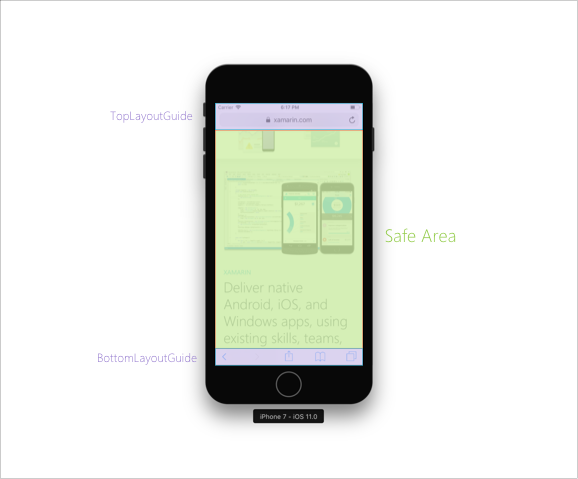 Carrier
6:17 PM
TopLayoutGuide
xamarin.com
Safe Area
Deliver native
Android, iOS, and
Windows apps, using
existing skills, teams,
BottomLayoutGuide
iPhone 7 - iOS 11.0